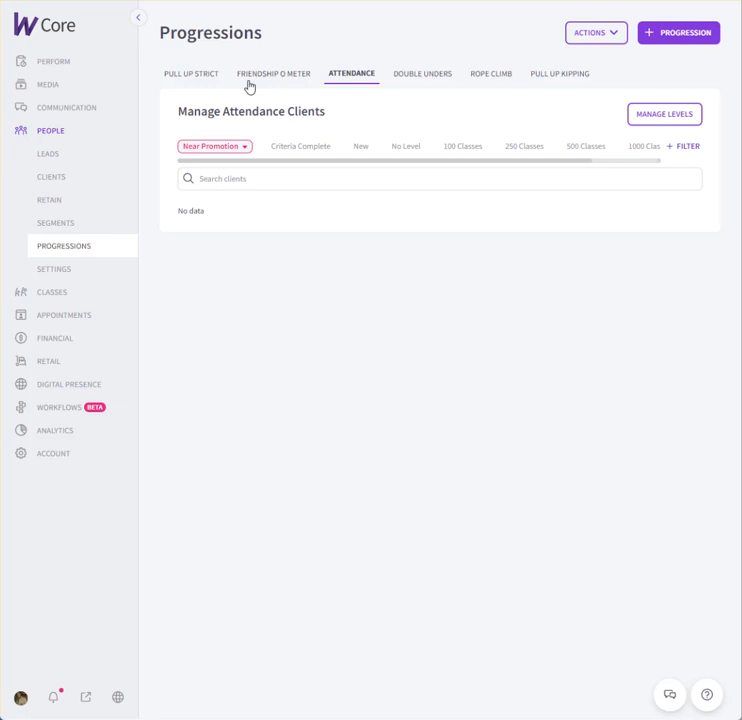 W Core
PERFORM
MEDIA
COMMUNICATION
PEOPLE
LEADS
CLIENTS
RETAIN
SEGMENTS
PROGRESSIONS
SETTINGS
CLASSES
APPOINTMENTS
FINANCIAL
RETAIL
DIGITAL PRESENCE
WORKFLOWS BETA
ANALYTICS
ACCOUNT
Progressions
ACTIONS
+ PROGRESSION
PULL UP STRICT FRIENDSHIP O METER ATTENDANCE DOUBLE UNDERS ROPE CLIMB PULL UP KIPPING
Manage Attendance Clients
MANAGE LEVELS
Near Promotion Criteria Complete New No Level 100 Classes 250 Classes 500 Classes 1000 Clas + FILTER
Search clients
No data